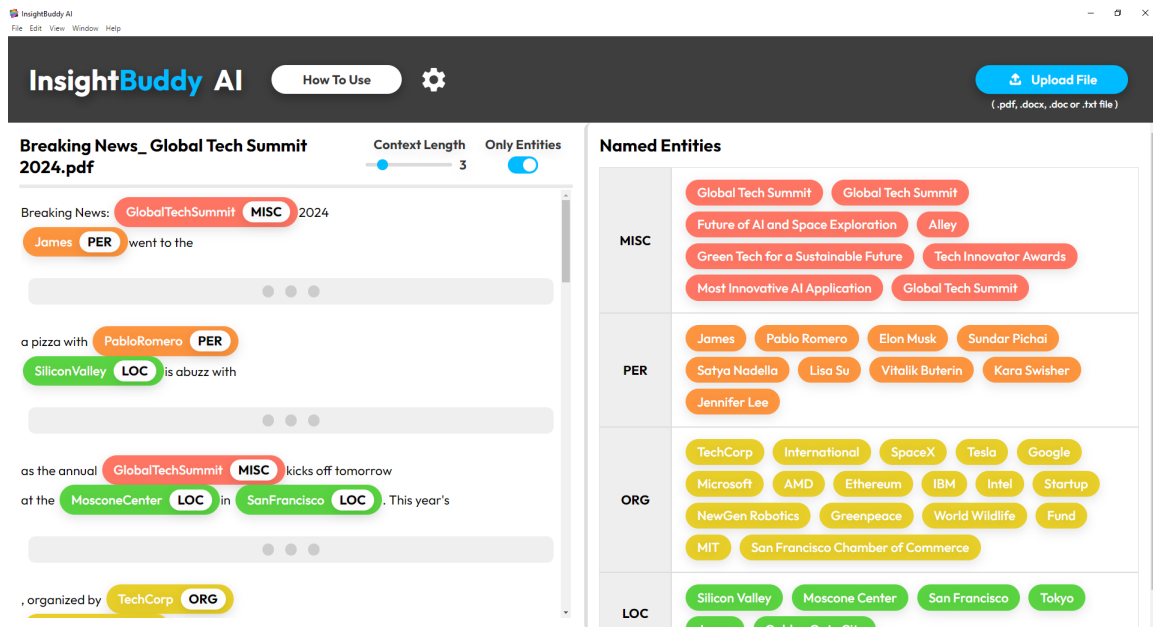 InsightBuddy AI
File Edit View Window Help
InsightBuddy AI
How To Use
Upload File
( .pdf, .docx, .doc or .txt file )
Breaking News_ Global Tech Summit
2024.pdf
Context Length
3
Only Entities
Breaking News: GlobalTechSummit MISC 2024
James PER went to the
a pizza with PabloRomero PER
SiliconValley LOC is abuzz with
as the annual GlobalTechSummit MISC kicks off tomorrow
at the MosconeCenter LOC in SanFrancisco LOC . This year's
, organized by TechCorp ORG
Named Entities
MISC
Global Tech Summit Global Tech Summit
Future of AI and Space Exploration Alley
Green Tech for a Sustainable Future Tech Innovator Awards
Most Innovative AI Application Global Tech Summit
PER
James Pablo Romero Elon Musk Sundar Pichai
Satya Nadella Lisa Su Vitalik Buterin Kara Swisher
Jennifer Lee
ORG
TechCorp International SpaceX Tesla Google
Microsoft AMD Ethereum IBM Intel Startup
NewGen Robotics Greenpeace World Wildlife Fund
MIT San Francisco Chamber of Commerce
LOC
Silicon Valley Moscone Center San Francisco Tokyo